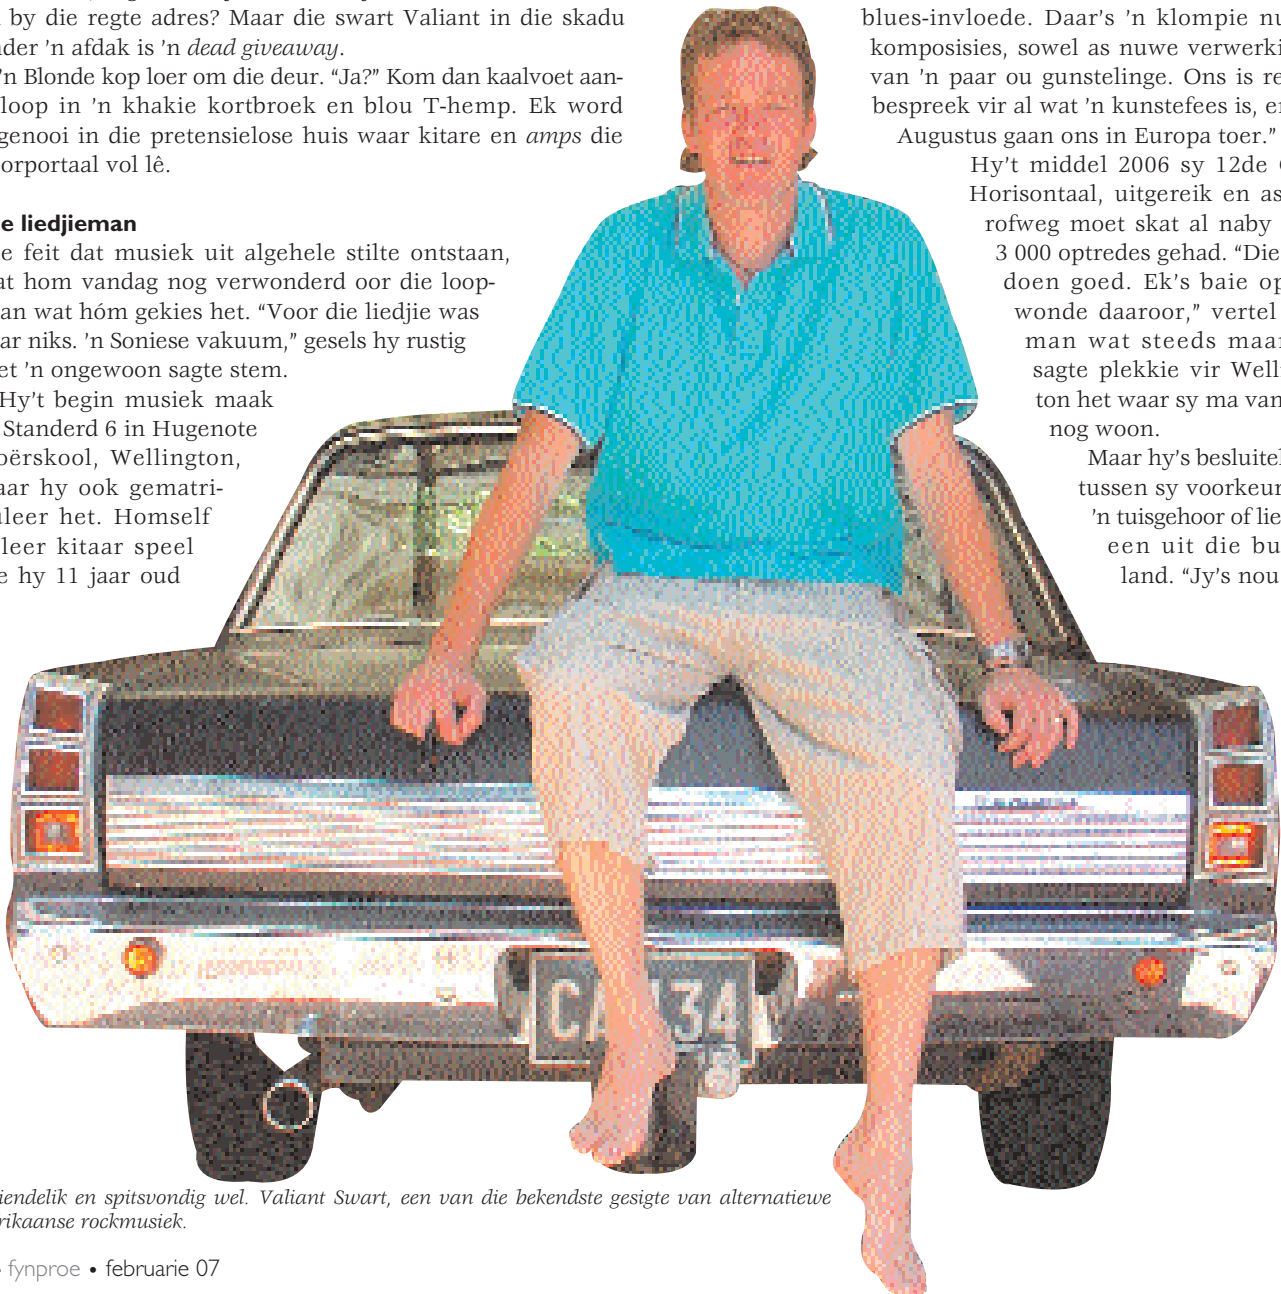 by die regte adres? Maar die swart Valiant in die skadu
nder 'n afdak is 'n dead giveaway.
'n Blonde kop loer om die deur. “Ja?” Kom dan kaalvoet aan-
loop in 'n khakie kortbroek en blou T-hemp. Ek word
genooi in die pretensielose huis waar kitare en amps die
oorportaal vol lê.
e liedjieman
e feit dat musiek uit algehele stilte ontstaan,
at hom vandag nog verwonderd oor die loop-
an wat hóm gekies het. “Voor die liedjie was
ar niks. 'n Soniese vakuum,” gesels hy rustig
et 'n ongewoon sagte stem.
Hy't begin musiek maak
Standerd 6 in Hugenote
oërskool, Wellington,
aar hy ook gematri-
uleer het. Homself
leer kitaar speel
e hy 11 jaar oud
blues-invloede. Daar's 'n klompie nu
komposisies, sowel as nuwe verwerki
van 'n paar ou gunstelinge. Ons is re
bespreek vir al wat 'n kunstefees is, en
Augustus gaan ons in Europa toer.”
Hy't middel 2006 sy 12de
Horisontaal, uitgereik en as
rofweg moet skat al naby
3 000 optredes gehad. “Die
doen goed. Ek's baie op
wonde daaroor,” vertel
man wat steeds maar
sagte plekkie vir Well
ton het waar sy ma van
nog woon.
Maar hy's besluitel
tussen sy voorkeur
'n tuisgehoor of lie
een uit die bu
land. “Jy's nou
CA 34
iendelik en spitsvondig wel. Valiant Swart, een van die bekendste gesigte van alternatiewe
rikaanse rockmusiek.
fynproe • februarie 07